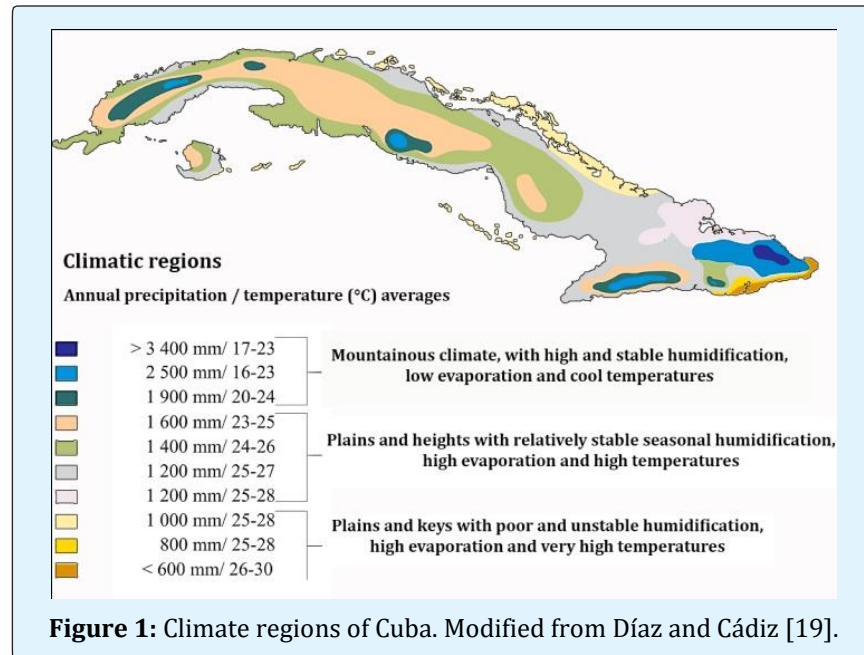 Climatic regions
Annual precipitation / temperature (°C) averages
> 3 400 mm/ 17-23
2 500 mm/ 16-23
1 900 mm/ 20-24
Mountainous climate, with high and stable humidification,
low evaporation and cool temperatures
1 600 mm/ 23-25
1 400 mm/ 24-26
1 200 mm/ 25-27
1 200 mm/ 25-28
Plains and heights with relatively stable seasonal humidification,
high evaporation and high temperatures
1 000 mm/ 25-28
800 mm/ 25-28
< 600 mm/ 26-30
Plains and keys with poor and unstable humidification,
high evaporation and very high temperatures
Figure 1: Climate regions of Cuba. Modified from Díaz and Cádiz [19].